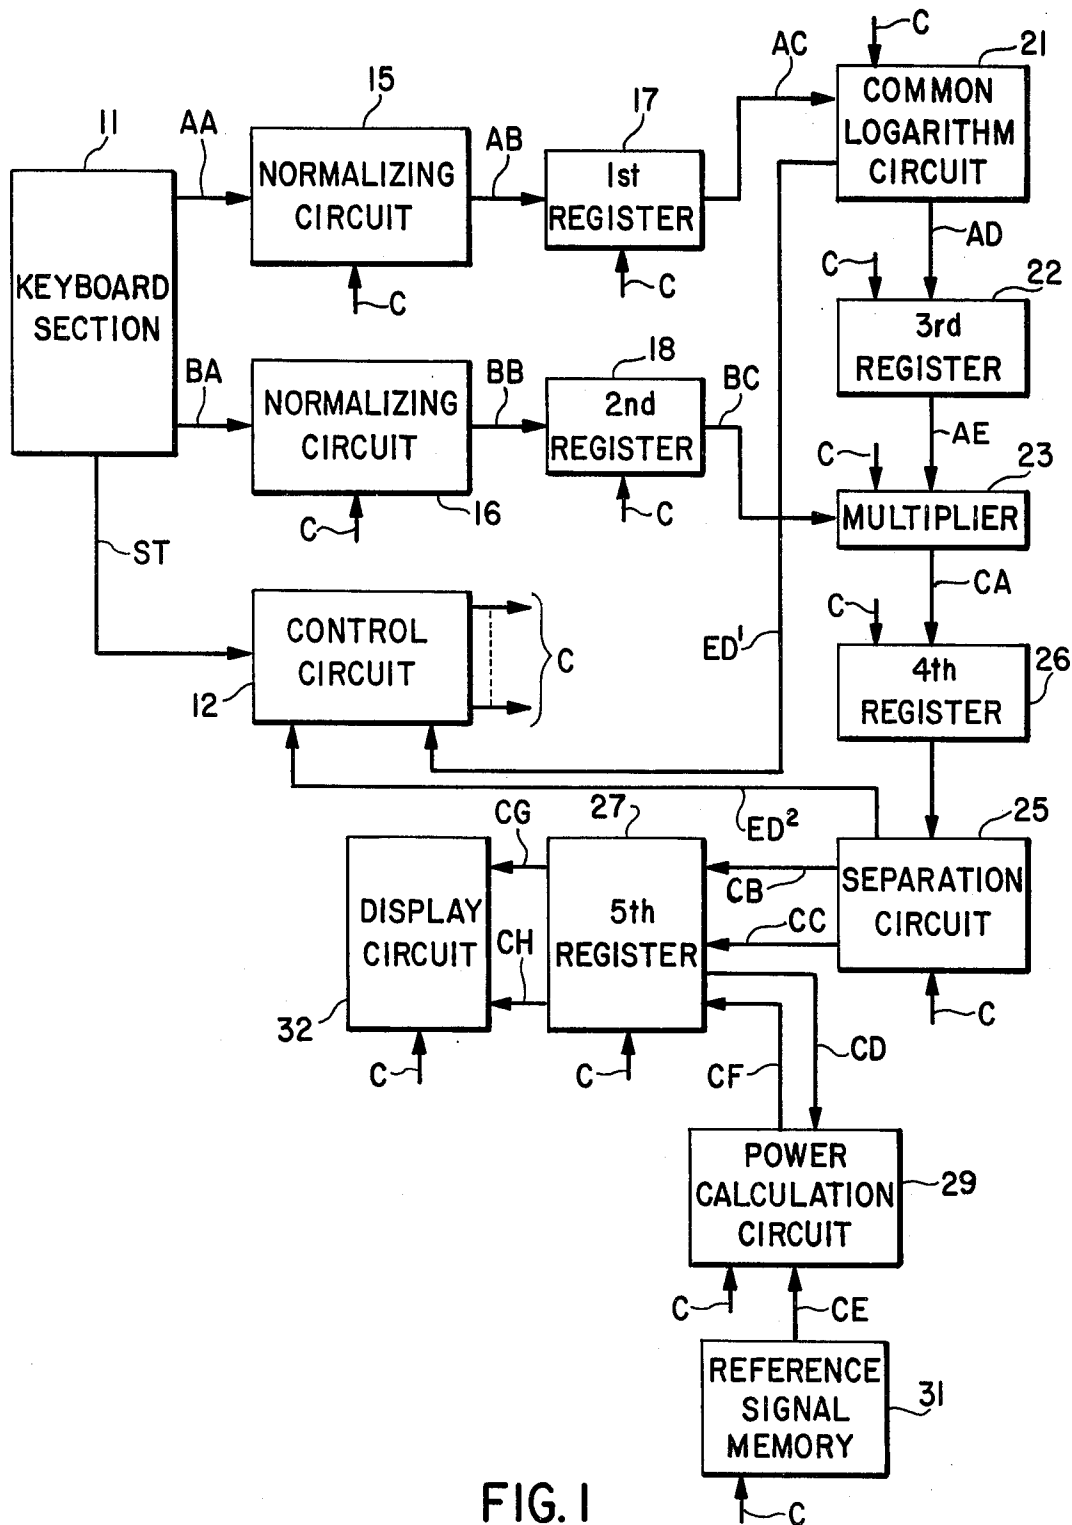 C
21
AC
COMMON
LOGARITHM
CIRCUIT
15
17
11
AA
NORMALIZING
CIRCUIT
AB
1st
REGISTER
C
C
KEYBOARD
SECTION
AD
C
22
3rd
REGISTER
BA
NORMALIZING
CIRCUIT
16
C
BB
18
2nd
REGISTER
C
BC
AE
C
23
MULTIPLIER
ST
CA
C
CONTROL
CIRCUIT
12
C
ED1
4th
REGISTER
26
ED2
25
SEPARATION
CIRCUIT
C
CG
27
CB
CC
DISPLAY
CIRCUIT
32
C
CH
5th
REGISTER
C
CF
CD
POWER
CALCULATION
CIRCUIT
29
C
CE
REFERENCE
SIGNAL
MEMORY
31
C
FIG. 1